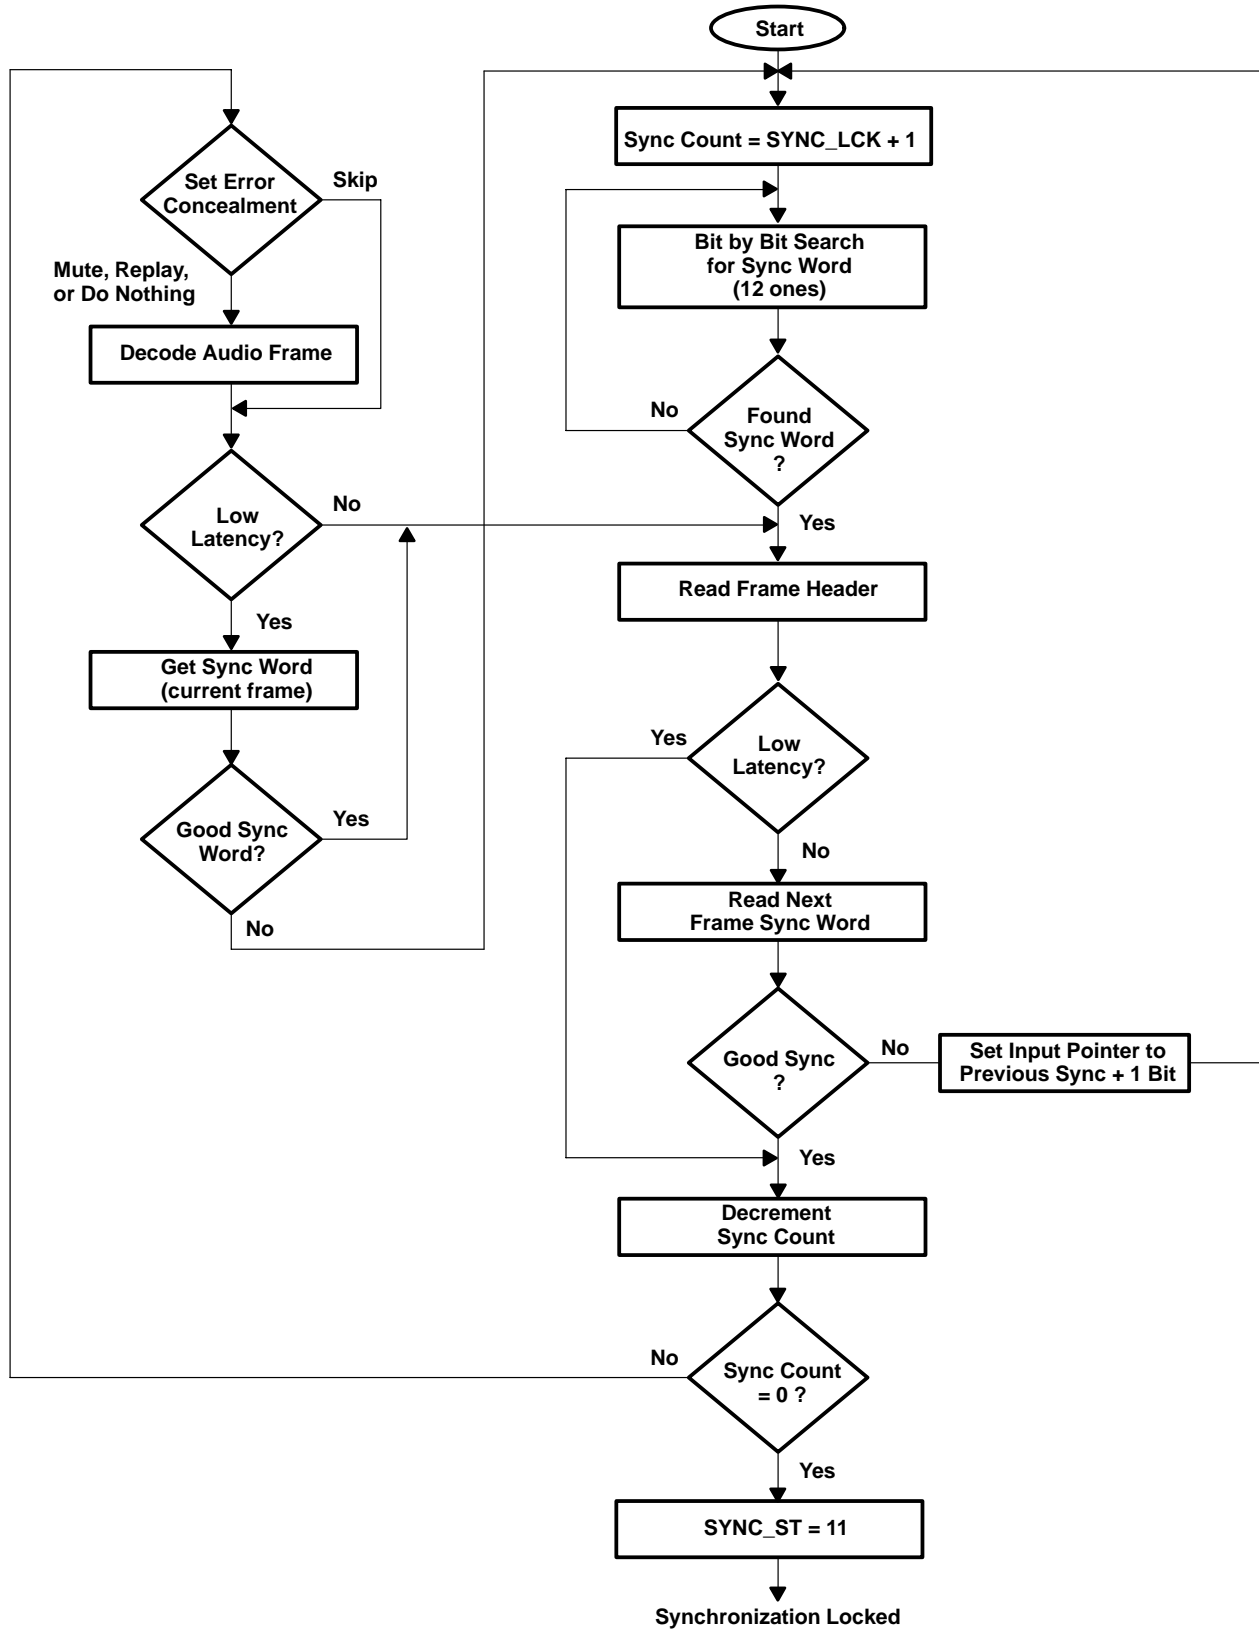 Start
Sync Count = SYNC_LCK + 1
Set Error
Concealment
Skip
Bit by Bit Search
for Sync Word
(12 ones)
Mute, Replay,
or Do Nothing
Decode Audio Frame
No
Found
Sync Word
?
Low
Latency?
No
Yes
Read Frame Header
Yes
Get Sync Word
(current frame)
Yes
Low
Latency?
Good Sync
Word?
Yes
No
No
Read Next
Frame Sync Word
Good Sync
?
No
Set Input Pointer to
Previous Sync + 1 Bit
Yes
Decrement
Sync Count
No
Sync Count
= 0 ?
Yes
SYNC_ST = 11
Synchronization Locked